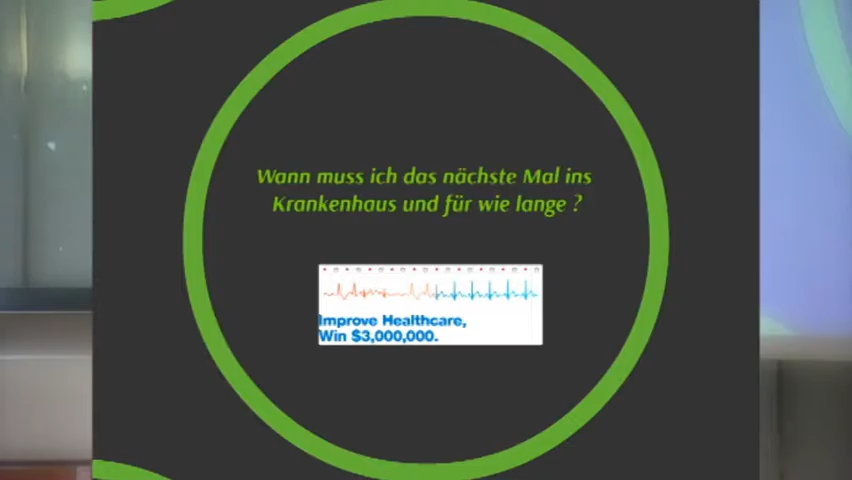 Wann muss ich das nächste Mal ins
Krankenhaus und für wie lange ?
Improve Healthcare,
Win $3,000,000.